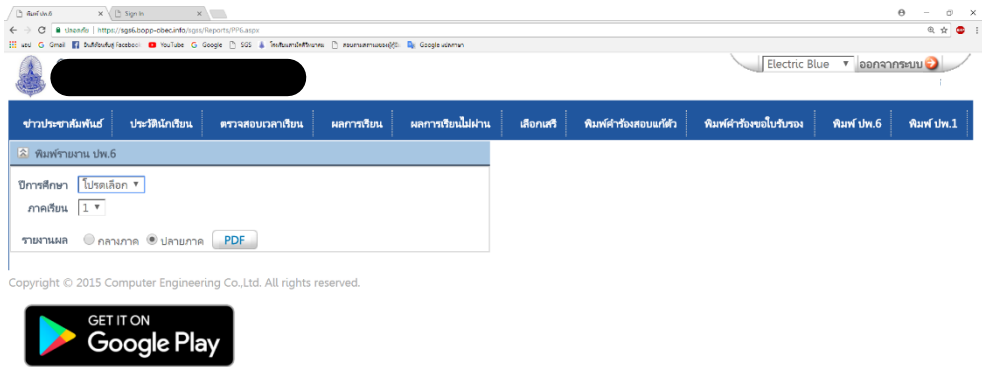 พิมพ์ ปพ.6 Sign In
ปลอดภัย https://sgs6.bopp-obec.info/sgss/Reports/PP6.aspx
แอป Gmail Facebook YouTube Google SGS
Electric Blue ออกจากระบบ
ข่าวประชาสัมพันธ์ ประวัตินักเรียน ตรวจสอบเวลาเรียน ผลการเรียน ผลการเรียนไม่ผ่าน เลือกเสรี พิมพ์คำร้องสอบแก้ตัว พิมพ์คำร้องขอใบรับรอง พิมพ์ ปพ.6 พิมพ์ ปพ.1
พิมพ์รายงาน ปพ.6
ปีการศึกษา โปรดเลือก
ภาคเรียน 1
รายงานผล กลางภาค ปลายภาค PDF
Copyright © 2015 Computer Engineering Co.,Ltd. All rights reserved.
GET IT ON
Google Play